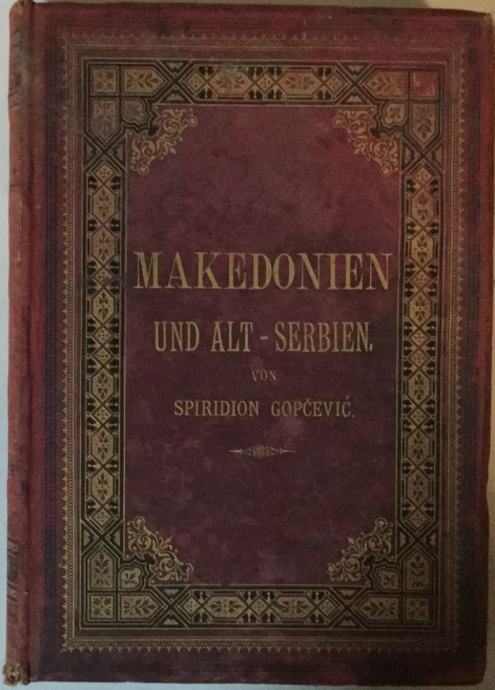 MAKEDONIEN
UND ALT - SERBIEN.
VON
SPIRIDION GOPČEVIĆ.